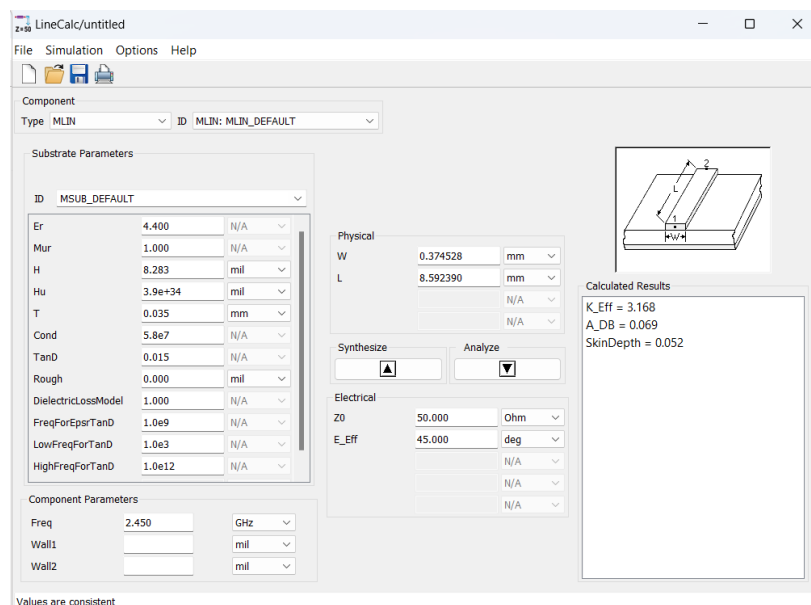 Z=50 LineCalc/untitled
File Simulation Options Help
Component
Type MLIN ID MLIN: MLIN_DEFAULT
Substrate Parameters
ID MSUB_DEFAULT
Er 4.400 N/A
Mur 1.000 N/A
H 8.283 mil
Hu 3.9e+34 mil
T 0.035 mm
Cond 5.8e7 N/A
TanD 0.015 N/A
Rough 0.000 mil
DielectricLossModel 1.000 N/A
FreqForEpsrTanD 1.0e9 N/A
LowFreqForTanD 1.0e3 N/A
HighFreqForTanD 1.0e12 N/A
Component Parameters
Freq 2.450 GHz
Wall1 mil
Wall2 mil
Physical
W 0.374528 mm
L 8.592390 mm
N/A
N/A
Synthesize Analyze
Electrical
Z0 50.000 Ohm
E_Eff 45.000 deg
N/A
N/A
N/A
2
L
1
W
Calculated Results
K_Eff = 3.168
A_DB = 0.069
SkinDepth = 0.052
Values are consistent